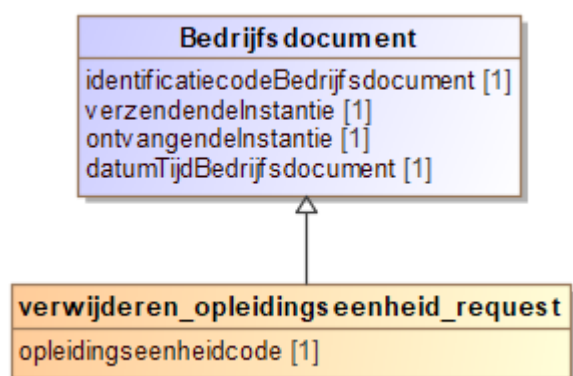 Bedrijfsdocument
identificatiecodeBedrijfsdocument [1]
verzendendeInstantie [1]
ontvangendeInstantie [1]
datumTijdBedrijfsdocument [1]
verwijderen_opleidingseenheid_request
opleidingseenheidcode [1]